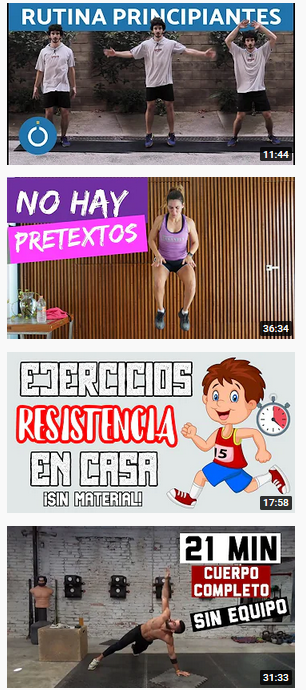 RUTINA PRINCIPIANTES
11:44
NO HAY
PRETEXTOS
36:34
EJERCICIOS
RESISTENCIA
EN CASA
¡SIN MATERIAL!
15
17:58
21 MIN
CUERPO
COMPLETO
SIN EQUIPO
31:33